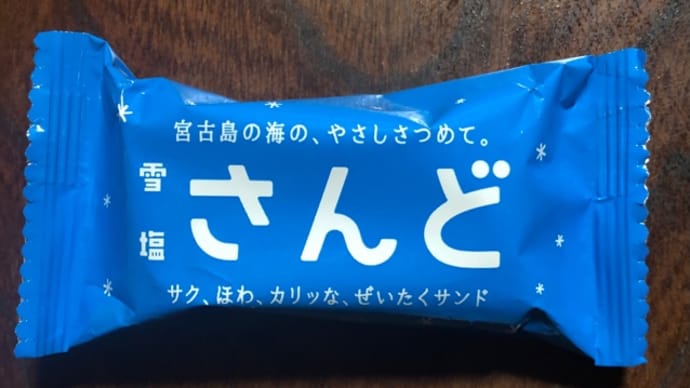 宮古島の海の、やさしさつめて。
雪塩
さんど
サク、ほわ、カリッな、ぜいたくサンド